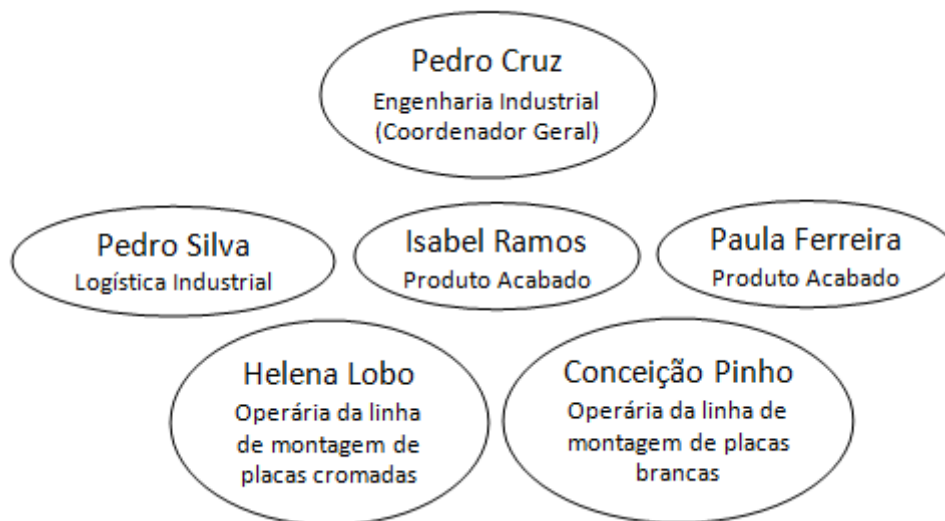 Pedro Cruz
Engenharia Industrial
(Coordenador Geral)
Pedro Silva
Logística Industrial
Isabel Ramos
Produto Acabado
Paula Ferreira
Produto Acabado
Helena Lobo
Operária da linha
de montagem de
placas cromadas
Conceição Pinho
Operária da linha de
montagem de placas
brancas